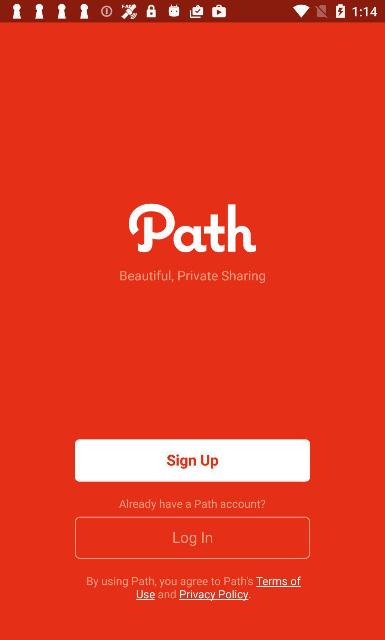 1:14
Path
Beautiful, Private Sharing
Sign Up
Already have a Path account?
Log In
By using Path, you agree to Path's Terms of
Use and Privacy Policy.